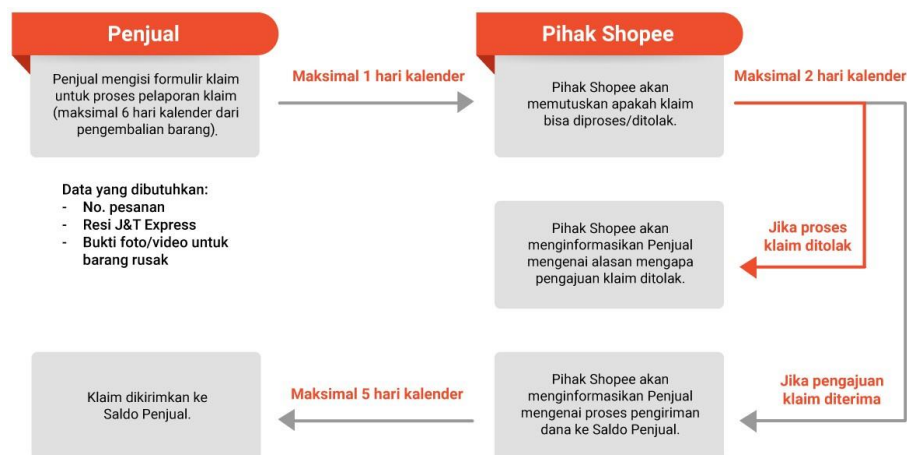 Penjual
Penjual mengisi formulir klaim
untuk proses pelaporan klaim
(maksimal 6 hari kalender dari
pengembalian barang).
Maksimal 1 hari kalender
Pihak Shopee
Pihak Shopee akan
memutuskan apakah klaim
bisa diproses/ditolak.
Maksimal 2 hari kalender
Data yang dibutuhkan:
- No. pesanan
- Resi J&T Express
- Bukti foto/video untuk
barang rusak
Pihak Shopee akan
menginformasikan Penjual
mengenai alasan mengapa
pengajuan klaim ditolak.
Jika proses
klaim ditolak
Klaim dikirimkan ke
Saldo Penjual.
Maksimal 5 hari kalender
Pihak Shopee akan
menginformasikan Penjual
mengenai proses pengiriman
dana ke Saldo Penjual.
Jika pengajuan
klaim diterima